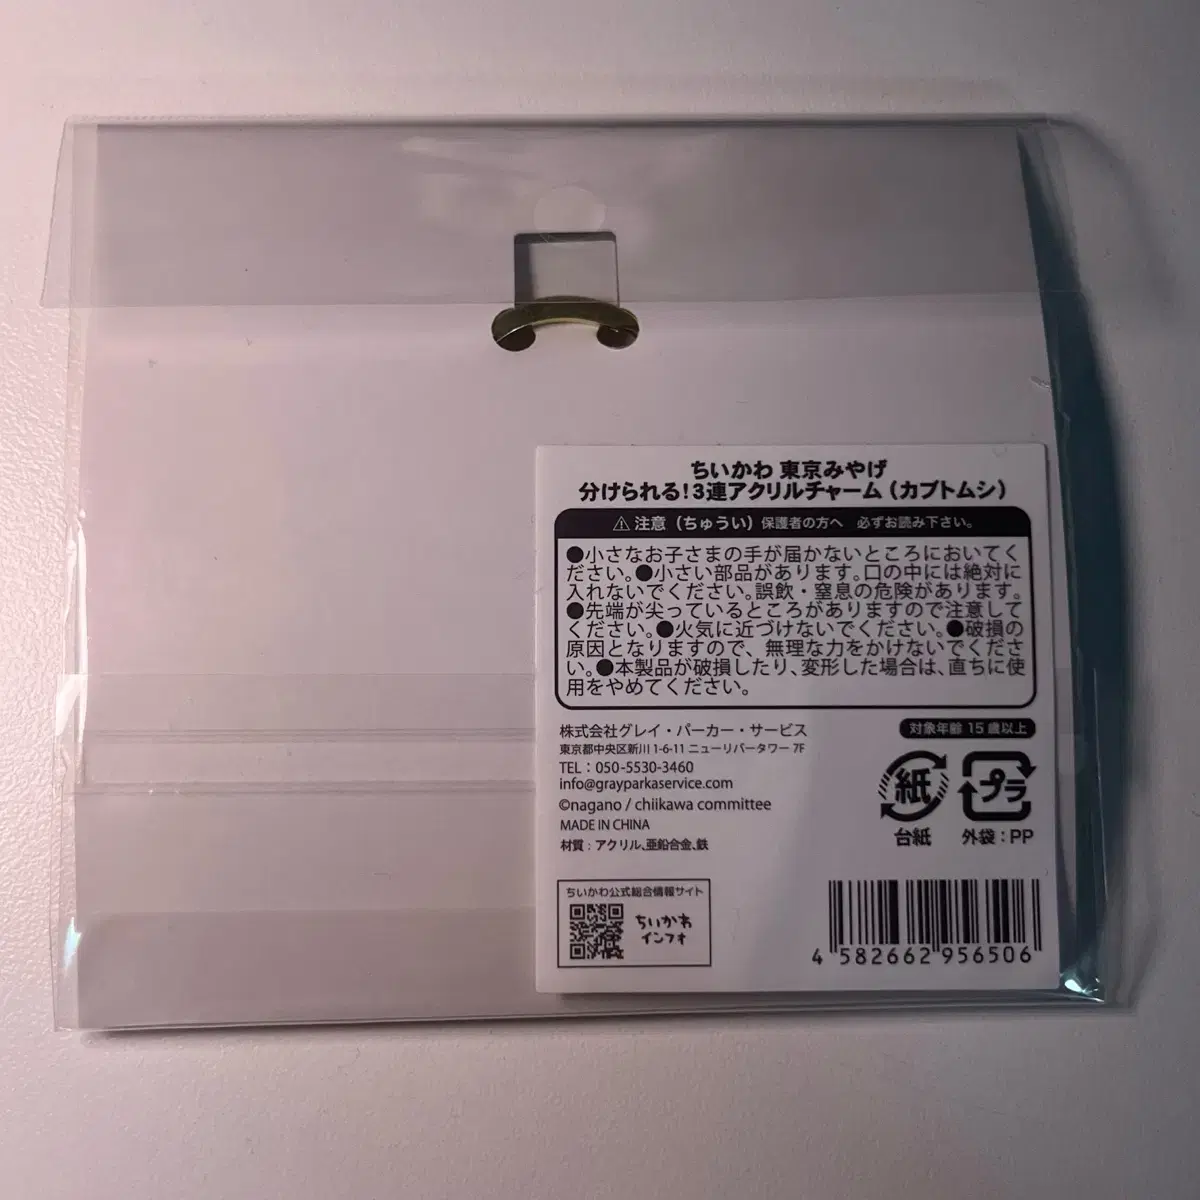 ちいかわ 東京みやげ
分けられる!3連アクリルチャーム（カブトムシ）
⚠注意（ちゅうい）保護者の方へ 必ずお読み下さい。
●小さなお子さまの手が届かないところにおいてく
ださい。●小さい部品があります。口の中には絶対に
入れないでください。誤飲・窒息の危険があります。
●先端が尖っているところがありますので注意して
ください。●火気に近づけないでください。●破損の
原因となりますので、無理な力をかけないでくださ
い。●本製品が破損したり、変形した場合は、直ちに使
用をやめてください。
株式会社グレイ・パーカー・サービス
対象年齢 15 歳以上
東京都中央区新川 1-6-11 ニューリバータワー 7F
TEL：050-5530-3460
info@grayparkaservice.com
©nagano / chiikawa committee
MADE IN CHINA
材質：アクリル、亜鉛合金、鉄
紙
台紙
プラ
外袋：PP
ちいかわ公式総合情報サイト
ちいかわ
インフォ
4 582662 956506